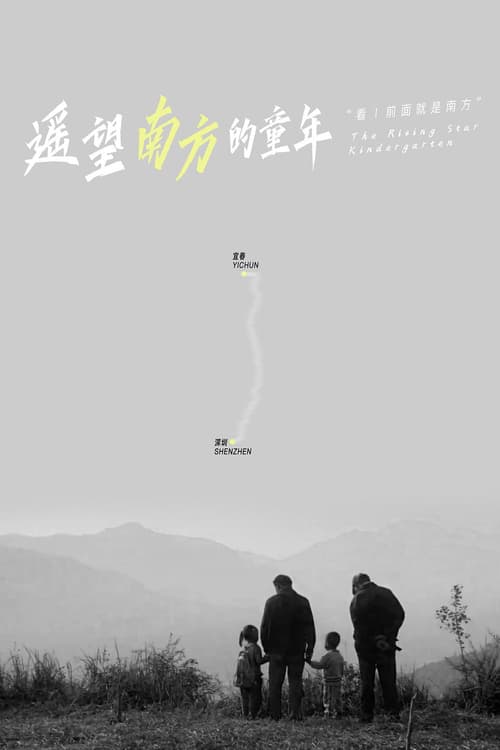 遥望南方的童年
“看！前面就是南方”
The Rising Star
Kindergarten
宜春
YICHUN
深圳
SHENZHEN